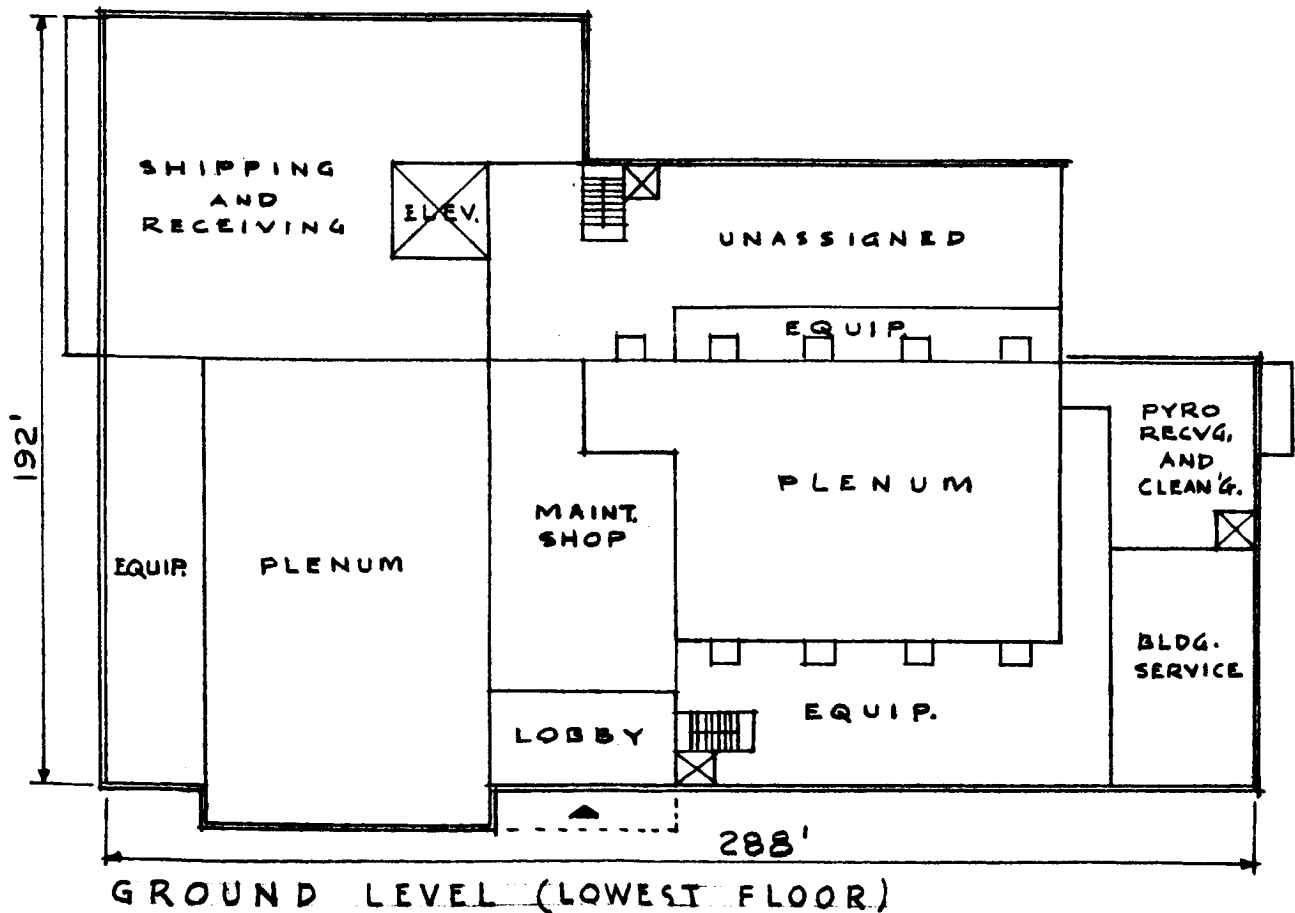 SHIPPING
AND
RECEIVING
ELEV.
UNASSIGNED
EQUIP.
PYRO
RECVG.
AND
CLEAN'G.
192'
PLENUM
MAINT.
SHOP
EQUIP.
PLENUM
BLDG.
SERVICE
LOBBY
EQUIP.
288'
GROUND LEVEL (LOWEST FLOOR)